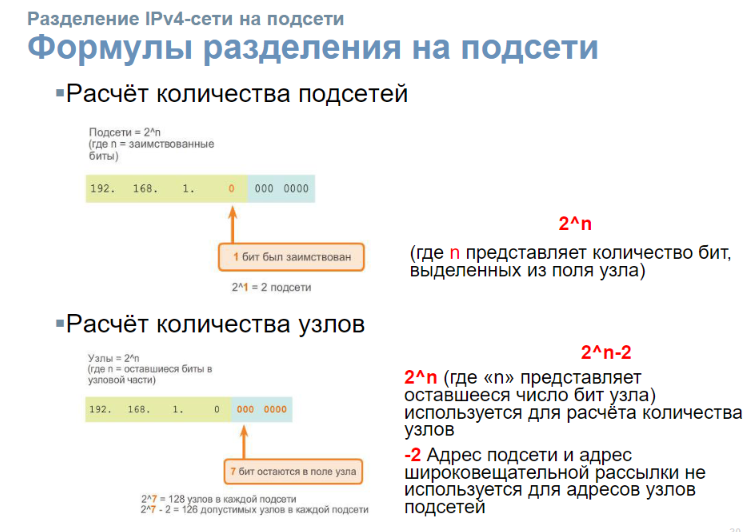 Разделение IPv4-сети на подсети
Формулы разделения на подсети
▪Расчёт количества подсетей
Подсети = 2^n
(где n = заимствованные
биты)
192. 168. 1. 0 000 0000
1 бит был заимствован
2^1 = 2 подсети
2^n
(где n представляет количество бит,
выделенных из поля узла)
▪Расчёт количества узлов
Узлы = 2^n
(где n = оставшиеся биты в
узловой части)
192. 168. 1. 0 000 0000
7 бит остаются в поле узла
2^7 = 128 узлов в каждой подсети
2^7 - 2 = 126 допустимых узлов в каждой подсети
2^n-2
2^n (где «n» представляет
оставшееся число бит узла)
используется для расчёта количества
узлов
-2 Адрес подсети и адрес
широковещательной рассылки не
используется для адресов узлов
подсетей